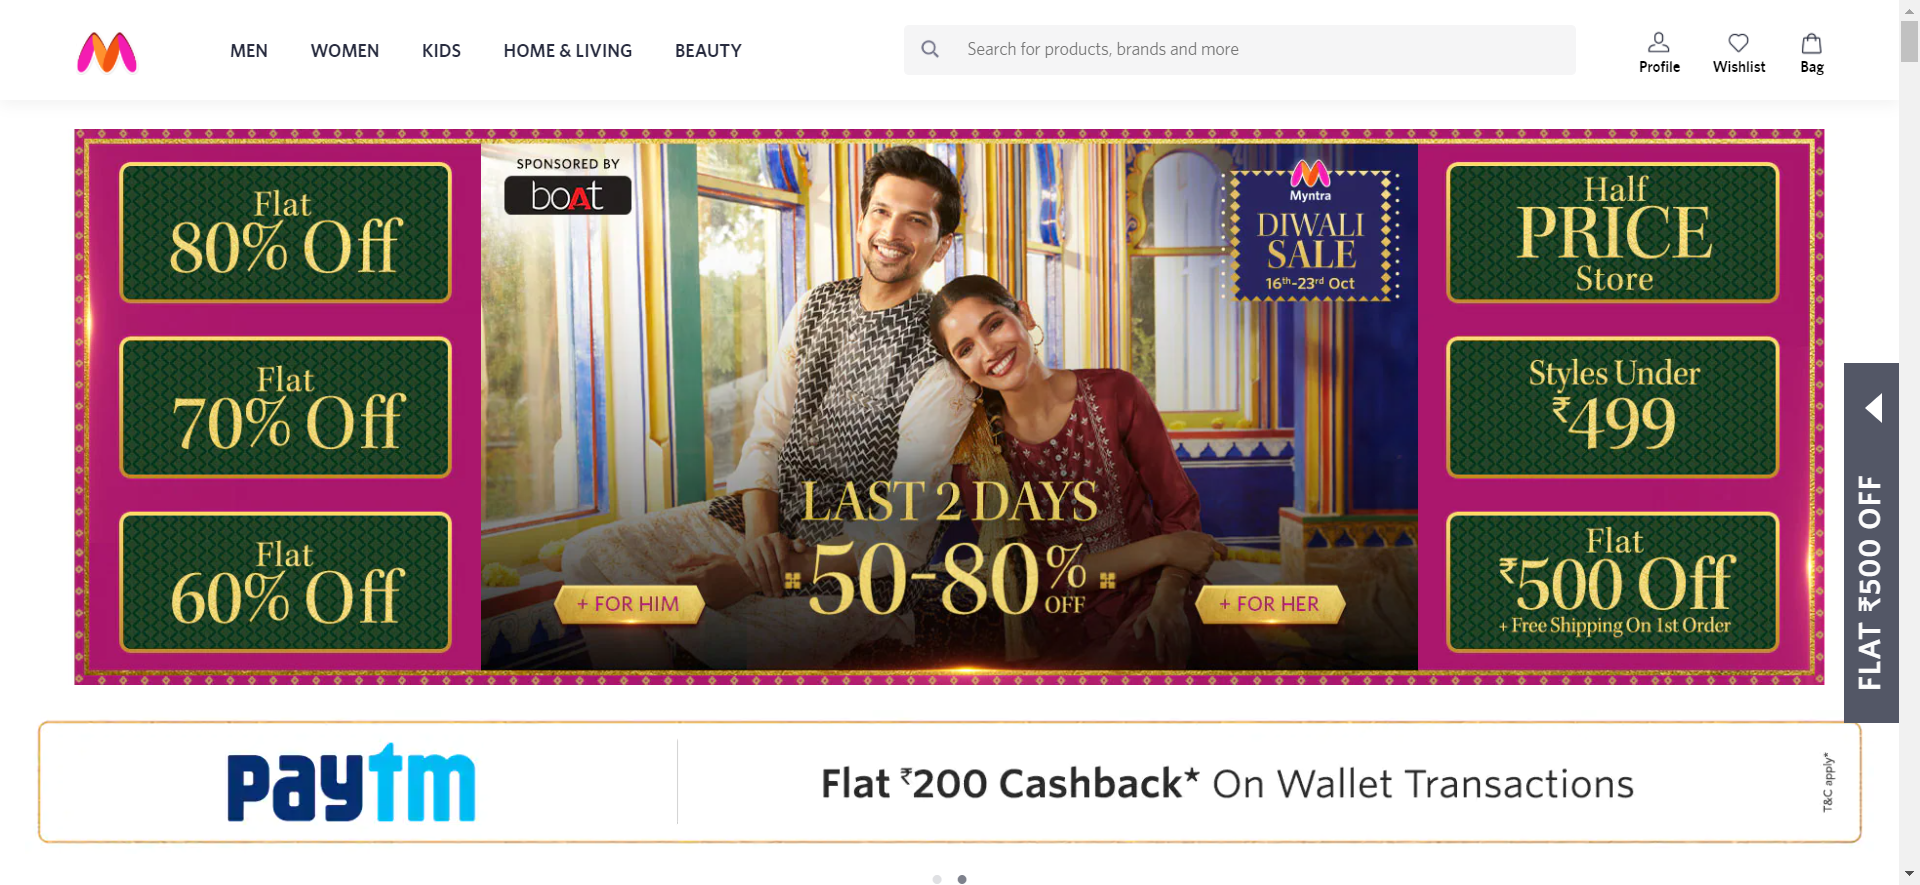 MEN
WOMEN
KIDS
HOME & LIVING
BEAUTY
Search for products, brands and more
Profile
Wishlist
Bag
Flat
80% Off
Flat
70% Off
Flat
60% Off
SPONSORED BY
boAt
Myntra
DIWALI
SALE
16th-23rd Oct
LAST 2 DAYS
50-80% OFF
+ FOR HIM
+ FOR HER
Half
PRICE
Store
Styles Under
₹499
Flat
₹500 Off
+ Free Shipping On 1st Order
FLAT ₹500 OFF
paytm
Flat ₹200 Cashback* On Wallet Transactions
T&C apply*